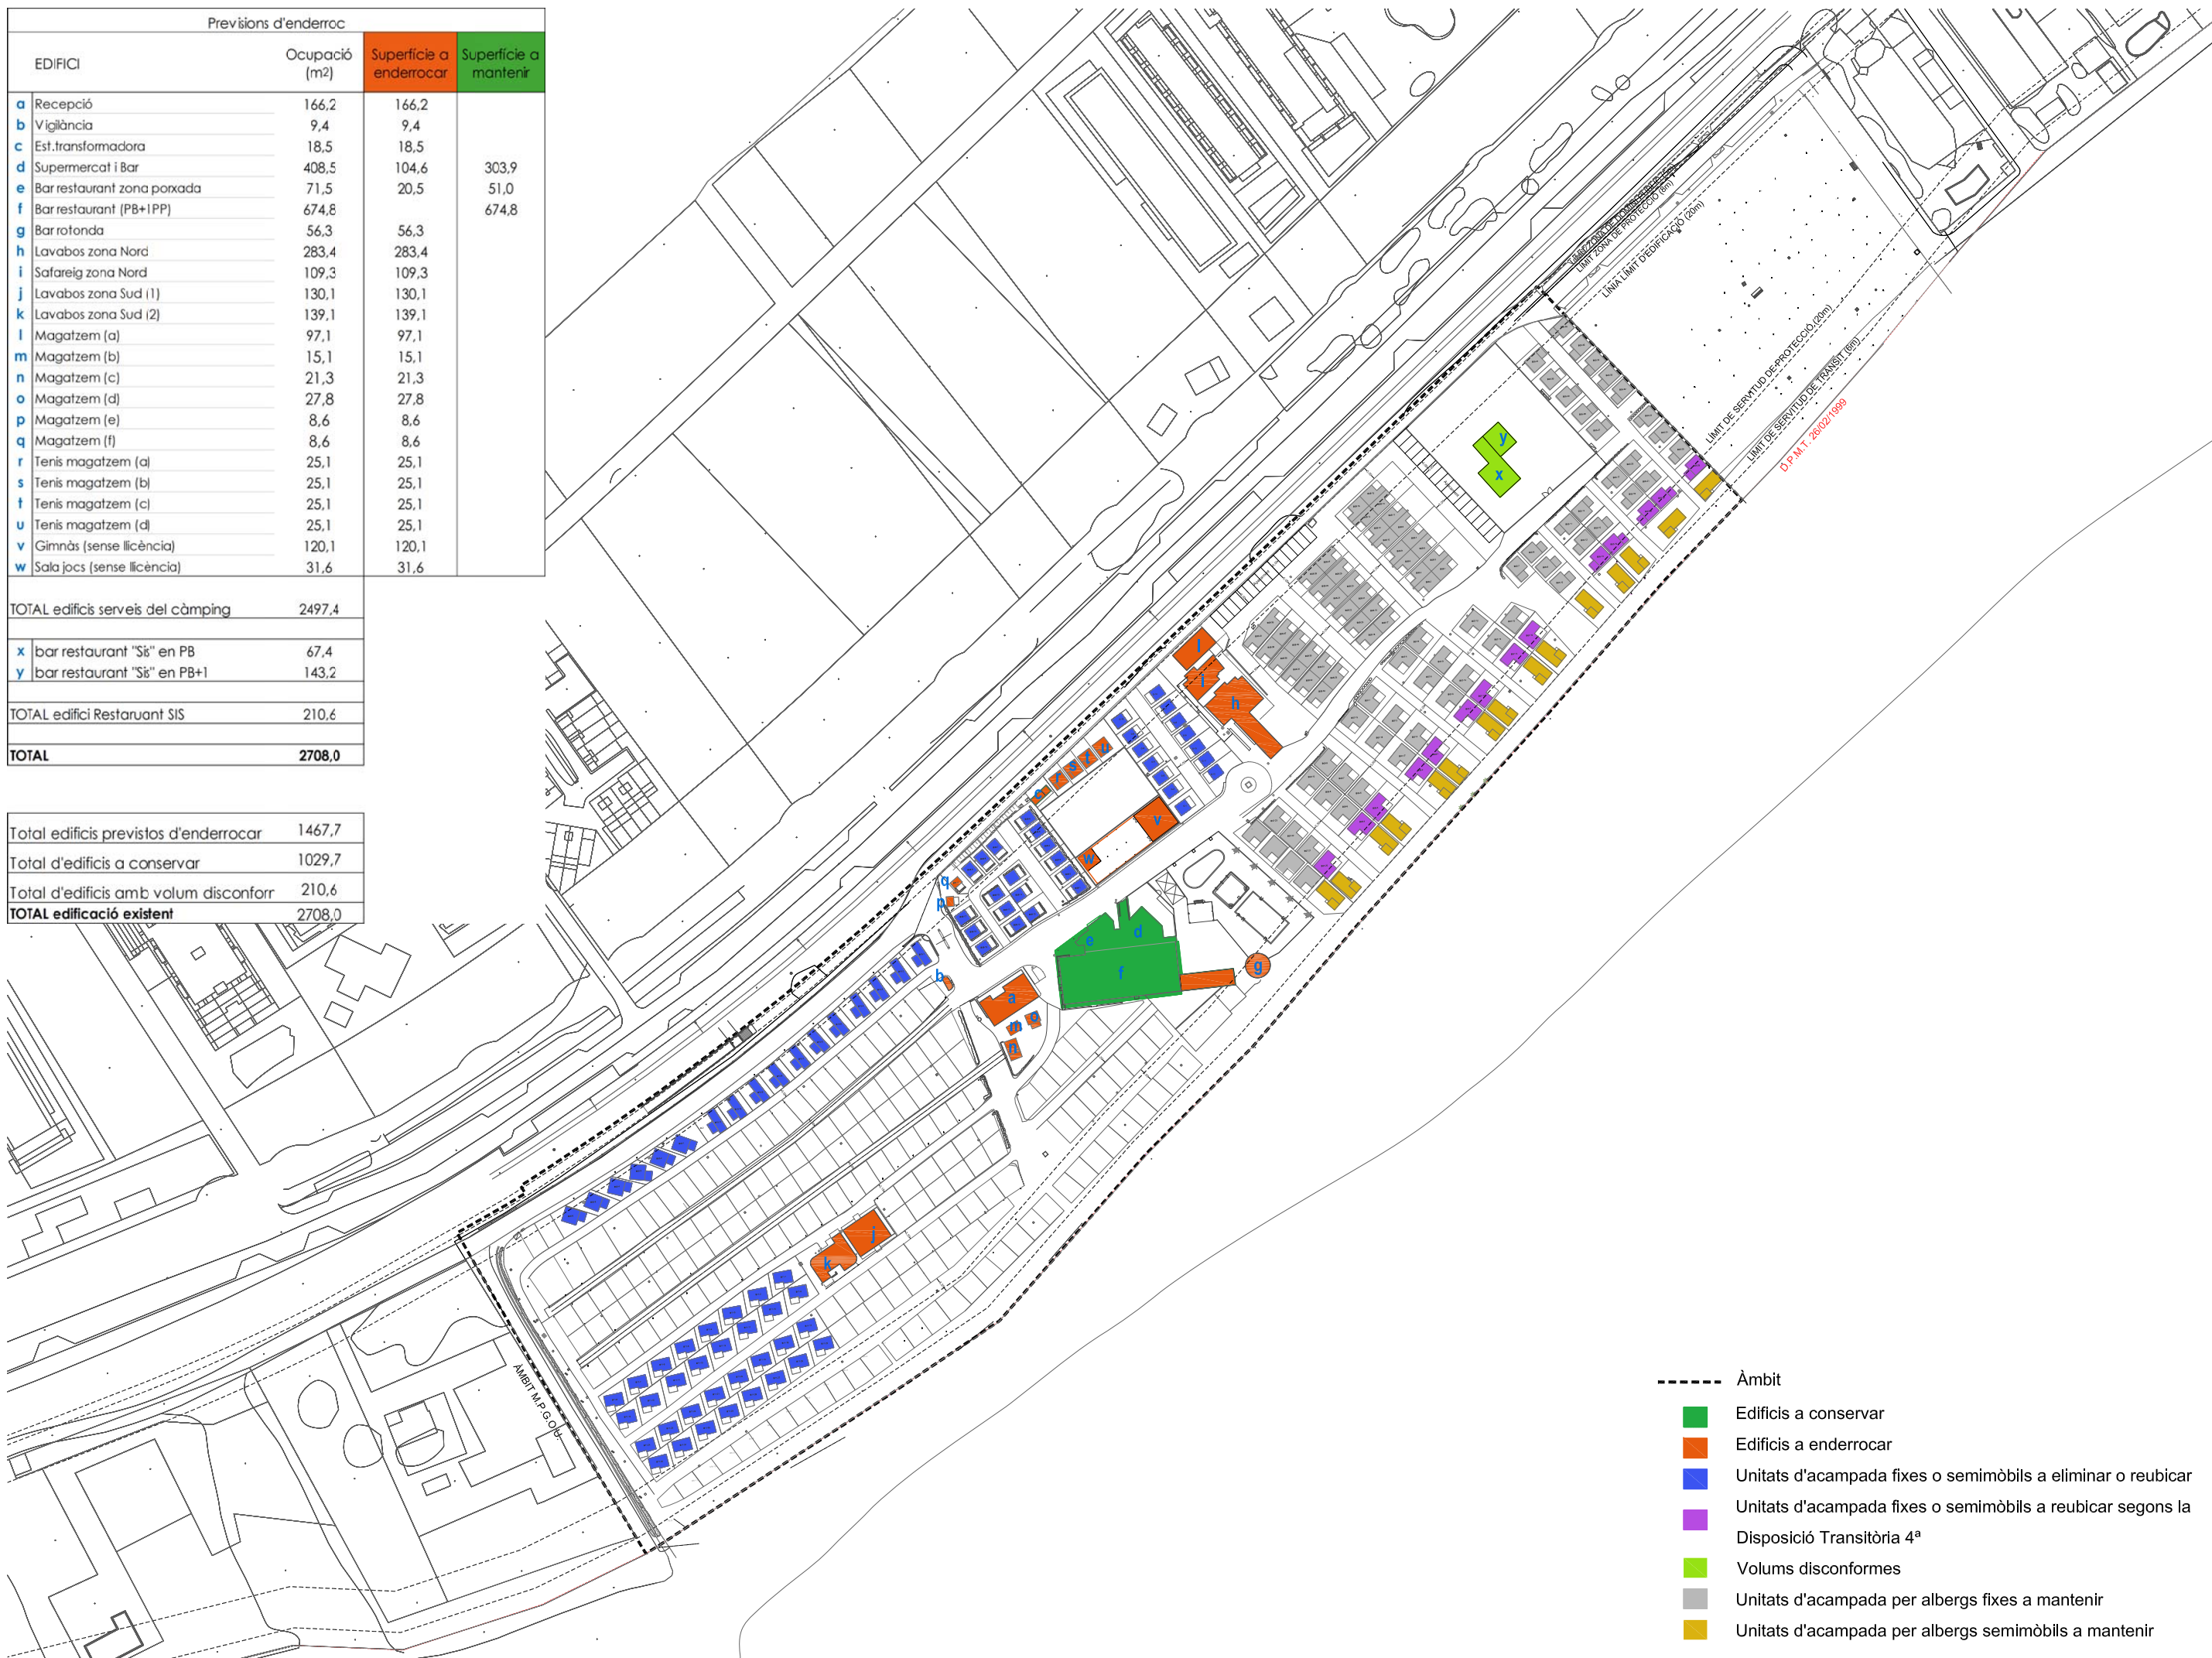 Previsions d'enderroc
EDIFICI Ocupació (m2) Superfície a enderrocar Superfície a mantenir
a Recepció 166,2 166,2
b Vigilància 9,4 9,4
c Est.transformadora 18,5 18,5
d Supermercat i Bar 408,5 104,6 303,9
e Bar restaurant zona porxada 71,5 20,5 51,0
f Bar restaurant (PB+1PP) 674,8 674,8
g Bar rotonda 56,3 56,3
h Lavabos zona Nord 283,4 283,4
i Safareig zona Nord 109,3 109,3
j Lavabos zona Sud (1) 130,1 130,1
k Lavabos zona Sud (2) 139,1 139,1
l Magatzem (a) 97,1 97,1
m Magatzem (b) 15,1 15,1
n Magatzem (c) 21,3 21,3
o Magatzem (d) 27,8 27,8
p Magatzem (e) 8,6 8,6
q Magatzem (f) 8,6 8,6
r Tenis magatzem (a) 25,1 25,1
s Tenis magatzem (b) 25,1 25,1
t Tenis magatzem (c) 25,1 25,1
u Tenis magatzem (d) 25,1 25,1
v Gimnàs (sense llicència) 120,1 120,1
w Sala jocs (sense llicència) 31,6 31,6
TOTAL edificis serveis del càmping 2497,4
x bar restaurant "Sis" en PB 67,4
y bar restaurant "Sis" en PB+1 143,2
TOTAL edifici Restaruant SIS 210,6
TOTAL 2708,0
Total edificis previstos d'enderrocar 1467,7
Total d'edificis a conservar 1029,7
Total d'edificis amb volum disconforr 210,6
TOTAL edificació existent 2708,0
LÍMIT ZONA DE PROTECCIÓ (8m)
LÍNIA LÍMIT D'EDIFICACIÓ (20m)
LÍMIT DE SERVITUD DE PROTECCIÓ (20m)
LÍMIT DE SERVITUD DE TRÀNSIT (6m)
D.P.M.T. 26/02/1999
y
x
l
i
h
u
t
s
r
c
v
w
q
p
e
d
f
g
b
a
m
o
n
j
k
ÀMBIT M.P.G.O.U.
Àmbit
Edificis a conservar
Edificis a enderrocar
Unitats d'acampada fixes o semimòbils a eliminar o reubicar
Unitats d'acampada fixes o semimòbils a reubicar segons la
Disposició Transitòria 4ª
Volums disconformes
Unitats d'acampada per albergs fixes a mantenir
Unitats d'acampada per albergs semimòbils a mantenir